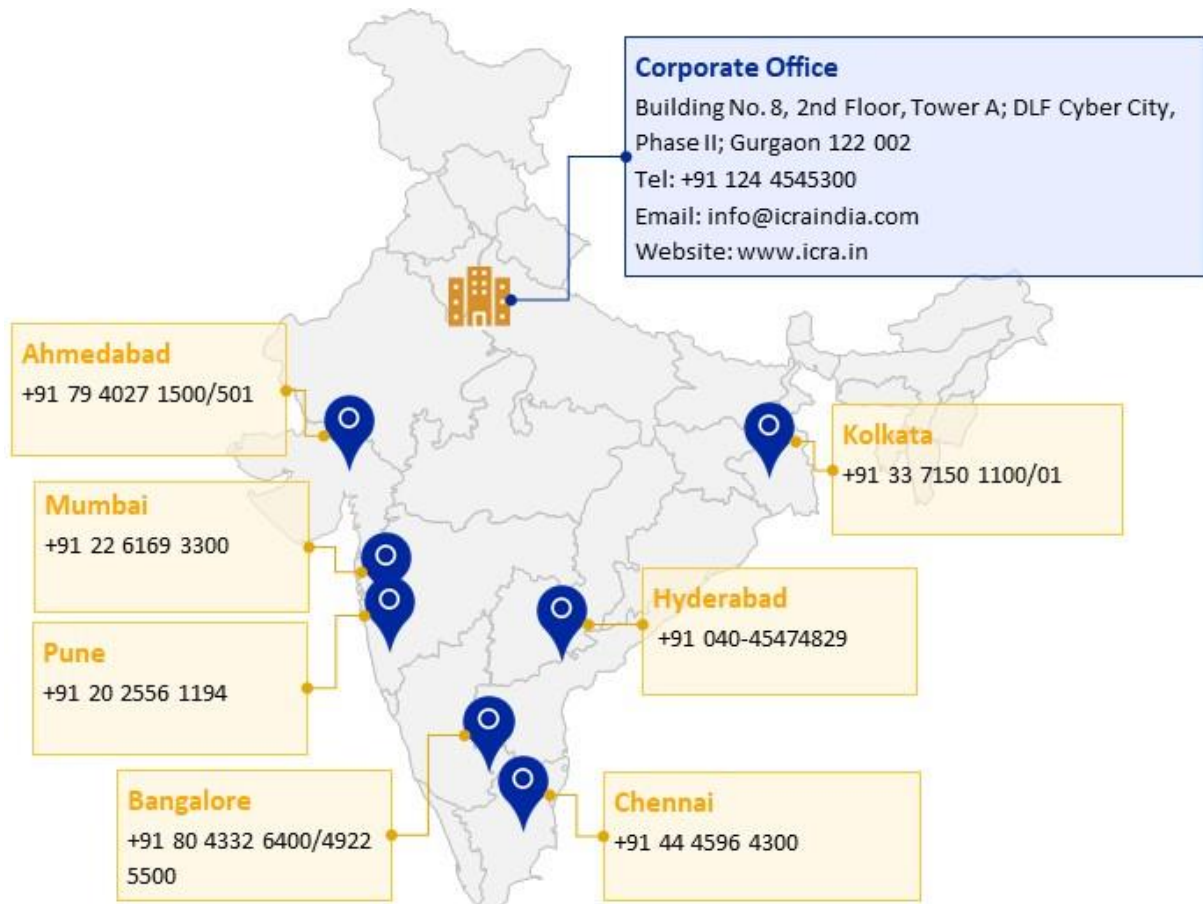 Corporate Office
Building No. 8, 2nd Floor, Tower A; DLF Cyber City,
Phase II; Gurgaon 122 002
Tel: +91 124 4545300
Email: info@icraindia.com
Website: www.icra.in
Ahmedabad
+91 79 4027 1500/501
Kolkata
+91 33 7150 1100/01
Mumbai
+91 22 6169 3300
Hyderabad
+91 040-45474829
Pune
+91 20 2556 1194
Bangalore
+91 80 4332 6400/4922
5500
Chennai
+91 44 4596 4300